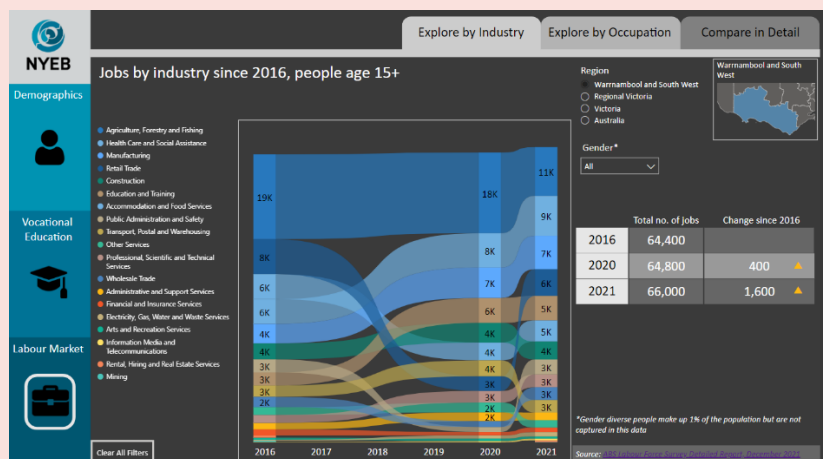 NYEB
Explore by Industry
Explore by Occupation
Compare in Detail
Demographics
Vocational
Education
Labour Market
Jobs by industry since 2016, people age 15+
Agriculture, Forestry and Fishing
Health Care and Social Assistance
Manufacturing
Retail Trade
Construction
Education and Training
Accommodation and Food Services
Public Administration and Safety
Transport, Postal and Warehousing
Other Services
Professional, Scientific and Technical
Services
Wholesale Trade
Administrative and Support Services
Financial and Insurance Services
Electricity, Gas, Water and Waste Services
Arts and Recreation Services
Information Media and
Telecommunications
Rental, Hiring and Real Estate Services
Mining
Clear All Filters
19K
8K
6K
6K
4K
4K
3K
3K
3K
2K
18K
8K
7K
6K
4K
4K
4K
3K
3K
2K
2K
11K
9K
7K
6K
5K
5K
4K
3K
3K
3K
3K
2016
2017
2018
2019
2020
2021
Region
Warrnambool and South West
Regional Victoria
Victoria
Australia
Gender*
All
Warrnambool and South
West
Total no. of jobs Change since 2016
2016 64,400
2020 64,800 400
2021 66,000 1,600
*Gender diverse people make up 1% of the population but are not
captured in this data
Source: ABS Labour Force Survey Detailed Report, December 2021